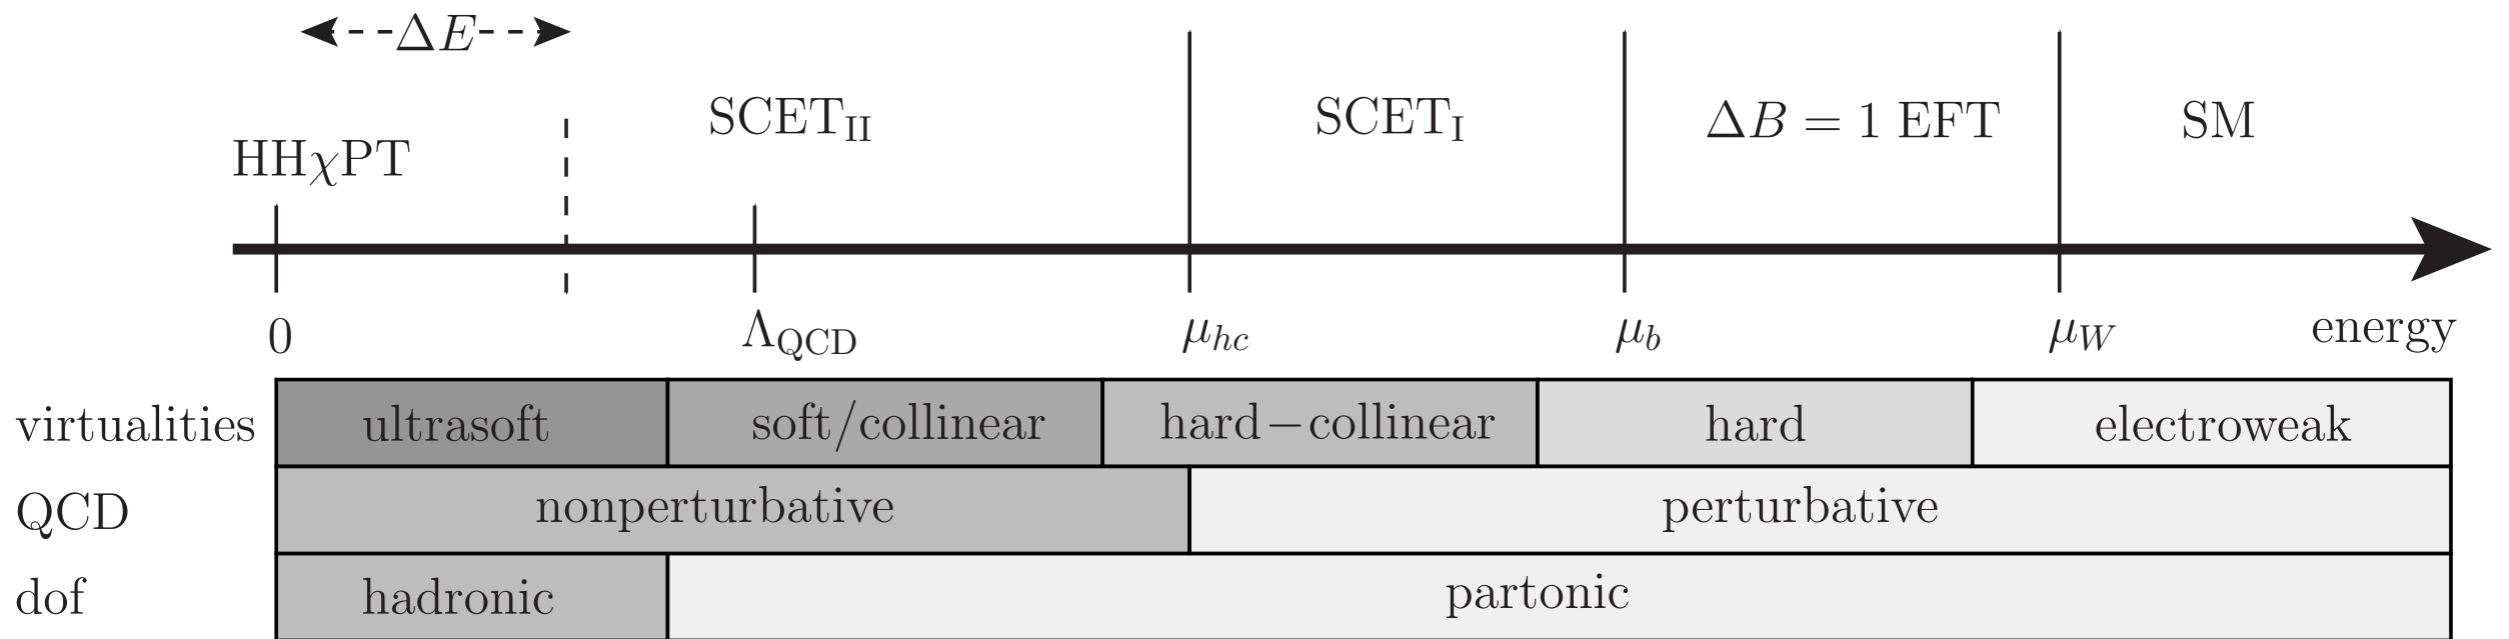 ΔE
SCET_II SCET_I ΔB = 1 EFT SM
HHχPT
0 Λ_QCD μ_hc μ_b μ_W energy
virtualities ultrasoft soft/collinear hard−collinear hard electroweak
QCD nonperturbative perturbative
dof hadronic partonic